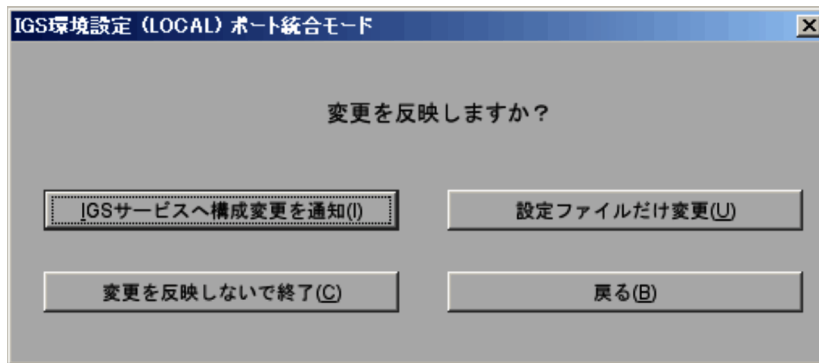 IGS環境設定 (LOCAL) ポート統合モード
変更を反映しますか？
IGSサービスへ構成変更を通知(I)
設定ファイルだけ変更(U)
変更を反映しないで終了(C)
戻る(B)